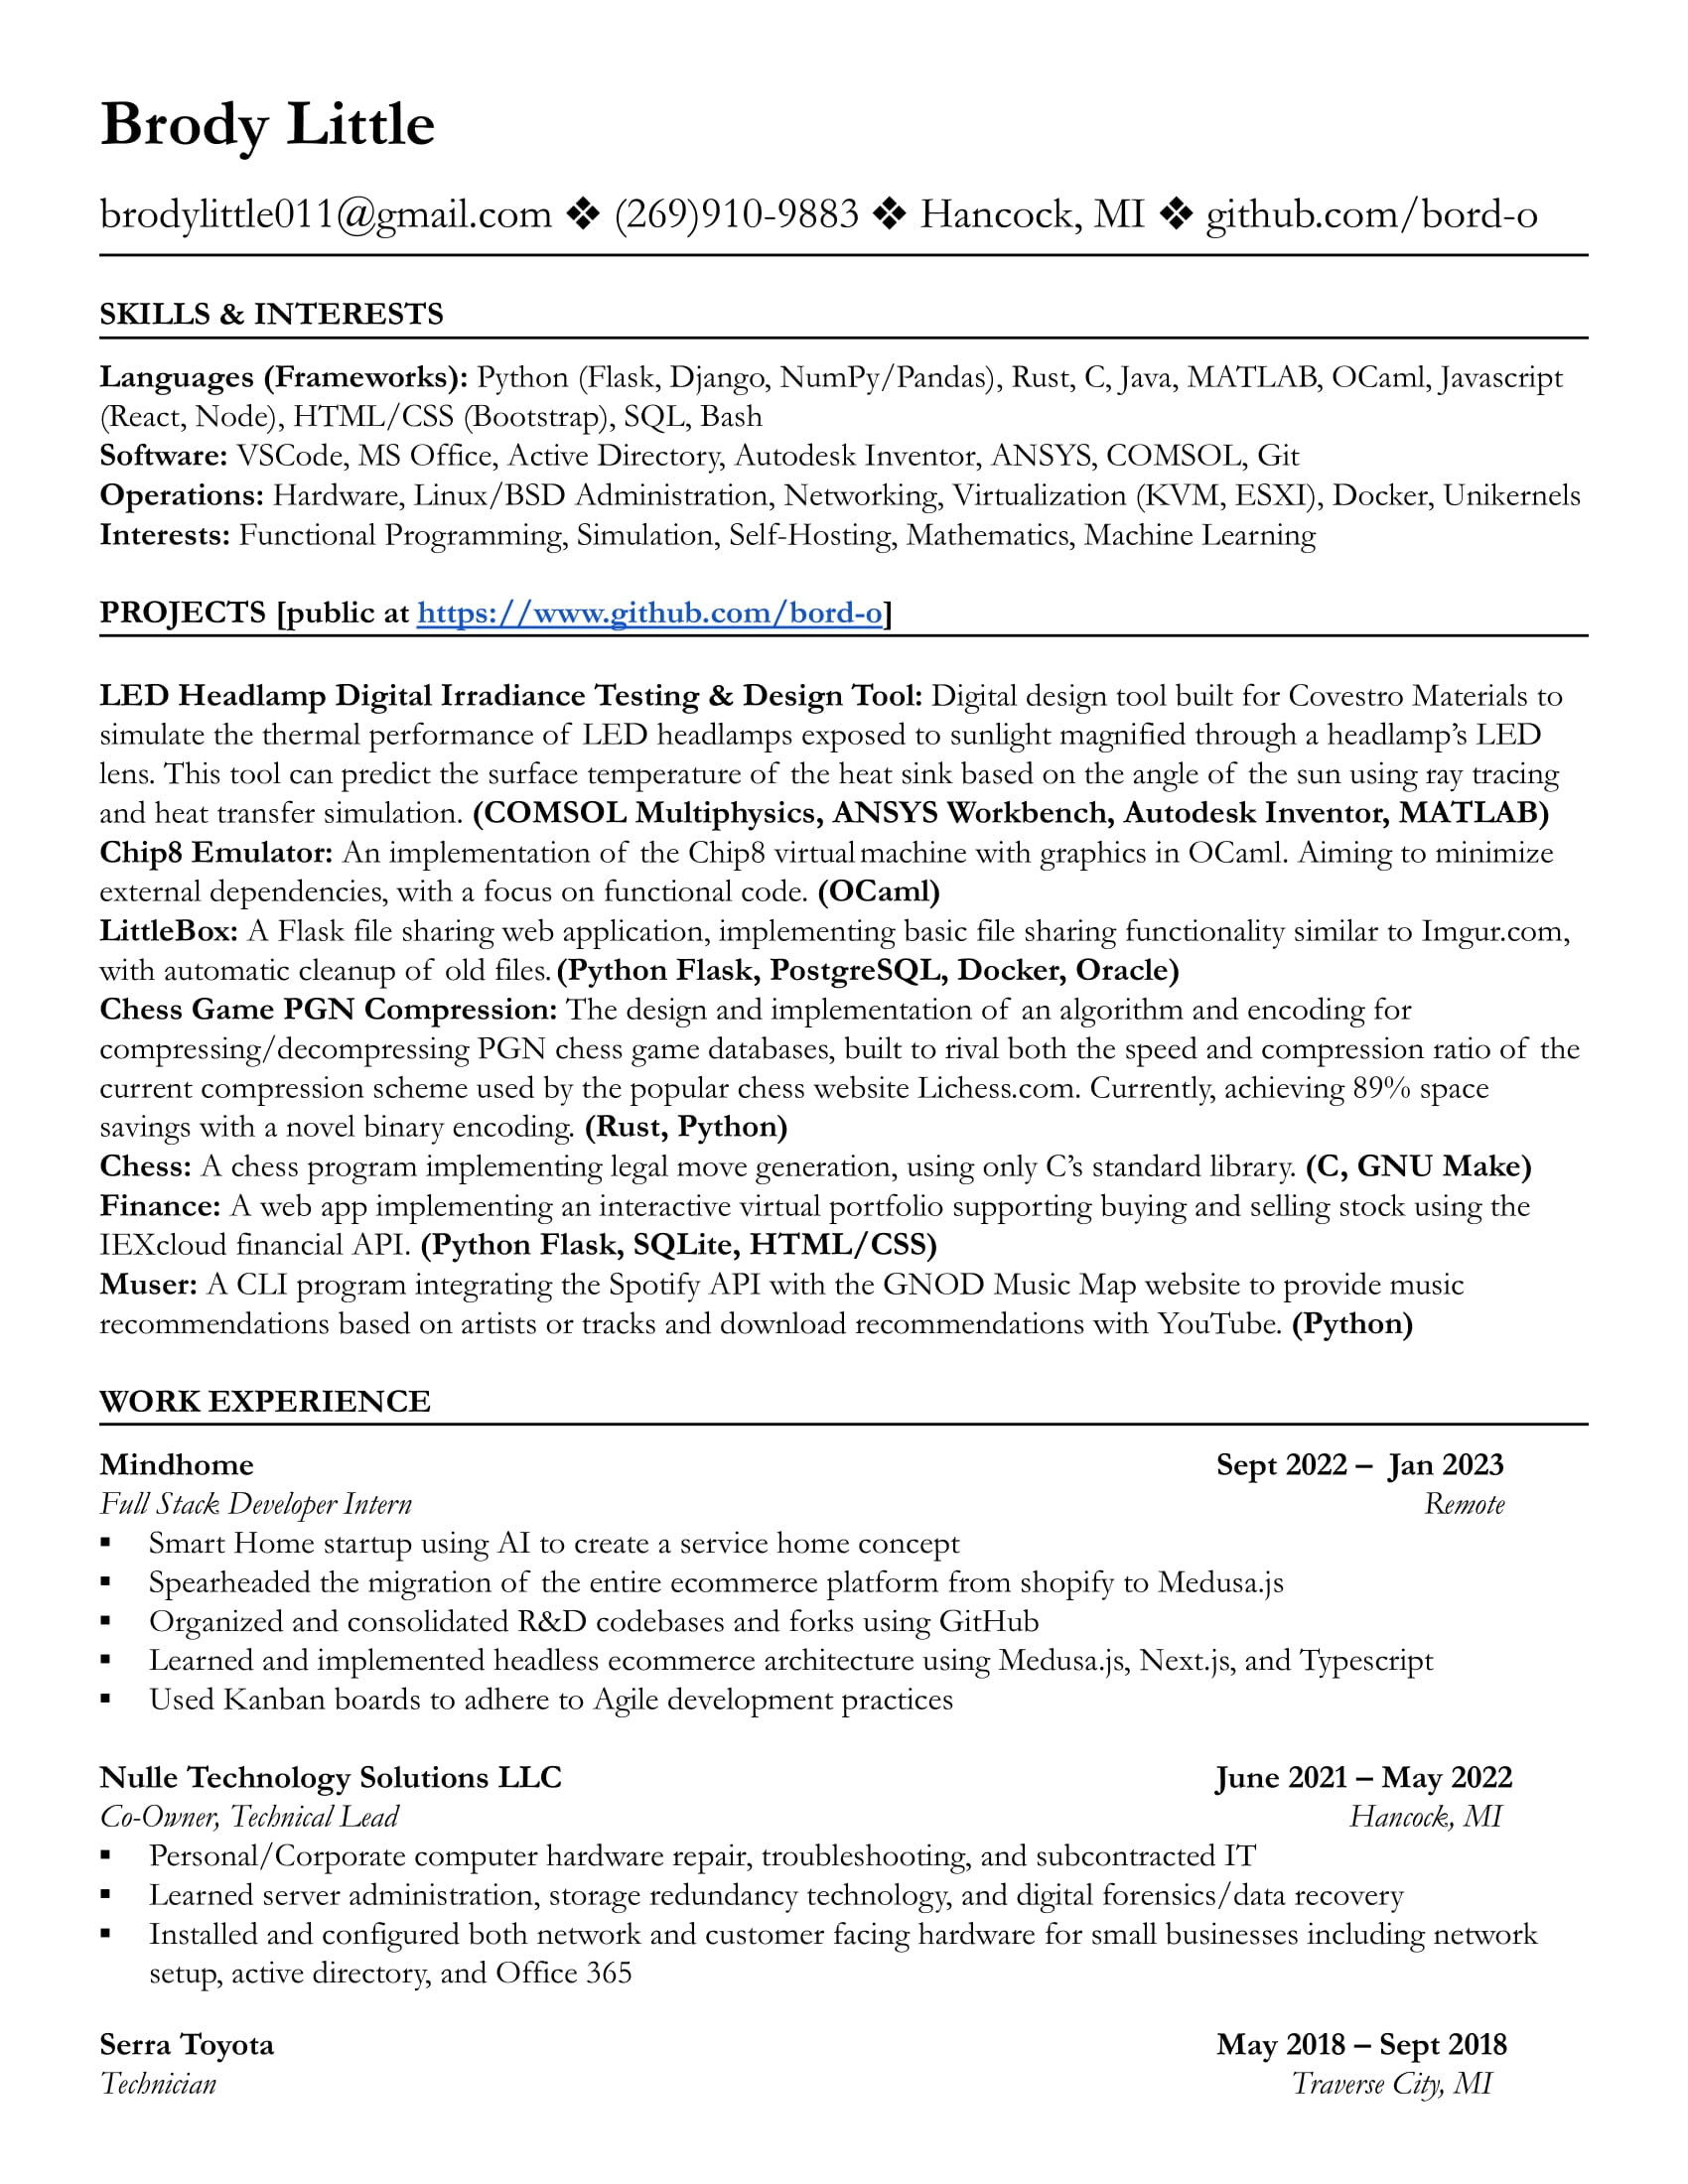 Brody Little
brodylittle011@gmail.com ❖ (269)910-9883 ❖ Hancock, MI ❖ github.com/bord-o
SKILLS & INTERESTS
Languages (Frameworks): Python (Flask, Django, NumPy/Pandas), Rust, C, Java, MATLAB, OCaml, Javascript
(React, Node), HTML/CSS (Bootstrap), SQL, Bash
Software: VSCode, MS Office, Active Directory, Autodesk Inventor, ANSYS, COMSOL, Git
Operations: Hardware, Linux/BSD Administration, Networking, Virtualization (KVM, ESXI), Docker, Unikernels
Interests: Functional Programming, Simulation, Self-Hosting, Mathematics, Machine Learning
PROJECTS [public at https://www.github.com/bord-o]
LED Headlamp Digital Irradiance Testing & Design Tool: Digital design tool built for Covestro Materials to
simulate the thermal performance of LED headlamps exposed to sunlight magnified through a headlamp's LED
lens. This tool can predict the surface temperature of the heat sink based on the angle of the sun using ray tracing
and heat transfer simulation. (COMSOL Multiphysics, ANSYS Workbench, Autodesk Inventor, MATLAB)
Chip8 Emulator: An implementation of the Chip8 virtual machine with graphics in OCaml. Aiming to minimize
external dependencies, with a focus on functional code. (OCaml)
LittleBox: A Flask file sharing web application, implementing basic file sharing functionality similar to Imgur.com,
with automatic cleanup of old files. (Python Flask, PostgreSQL, Docker, Oracle)
Chess Game PGN Compression: The design and implementation of an algorithm and encoding for
compressing/decompressing PGN chess game databases, built to rival both the speed and compression ratio of the
current compression scheme used by the popular chess website Lichess.com. Currently, achieving 89% space
savings with a novel binary encoding. (Rust, Python)
Chess: A chess program implementing legal move generation, using only C's standard library. (C, GNU Make)
Finance: A web app implementing an interactive virtual portfolio supporting buying and selling stock using the
IEXcloud financial API. (Python Flask, SQLite, HTML/CSS)
Muser: A CLI program integrating the Spotify API with the GNOD Music Map website to provide music
recommendations based on artists or tracks and download recommendations with YouTube. (Python)
WORK EXPERIENCE
Mindhome Sept 2022 – Jan 2023
Full Stack Developer Intern Remote
▪ Smart Home startup using AI to create a service home concept
▪ Spearheaded the migration of the entire ecommerce platform from shopify to Medusa.js
▪ Organized and consolidated R&D codebases and forks using GitHub
▪ Learned and implemented headless ecommerce architecture using Medusa.js, Next.js, and Typescript
▪ Used Kanban boards to adhere to Agile development practices
Nulle Technology Solutions LLC June 2021 – May 2022
Co-Owner, Technical Lead Hancock, MI
▪ Personal/Corporate computer hardware repair, troubleshooting, and subcontracted IT
▪ Learned server administration, storage redundancy technology, and digital forensics/data recovery
▪ Installed and configured both network and customer facing hardware for small businesses including network
setup, active directory, and Office 365
Serra Toyota May 2018 – Sept 2018
Technician Traverse City, MI